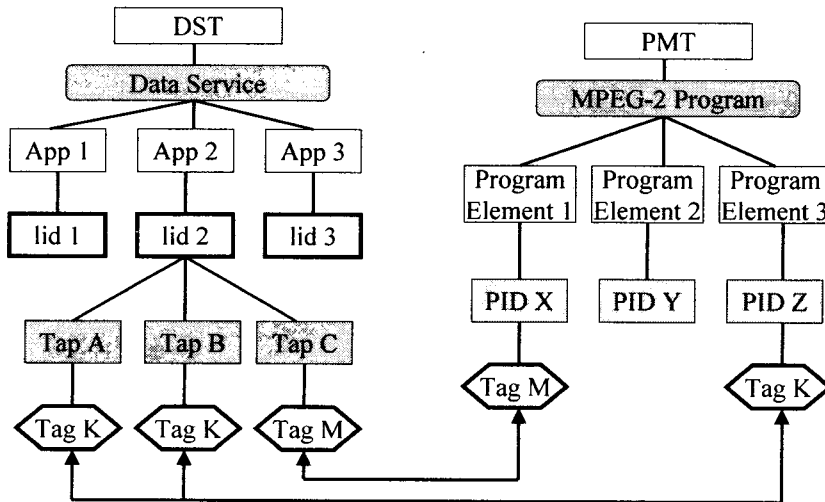 DST
Data Service
App 1
App 2
App 3
lid 1
lid 2
lid 3
Tap A
Tap B
Tap C
Tag K
Tag K
Tag M
PMT
MPEG-2 Program
Program
Element 1
Program
Element 2
Program
Element 3
PID X
PID Y
PID Z
Tag M
Tag K